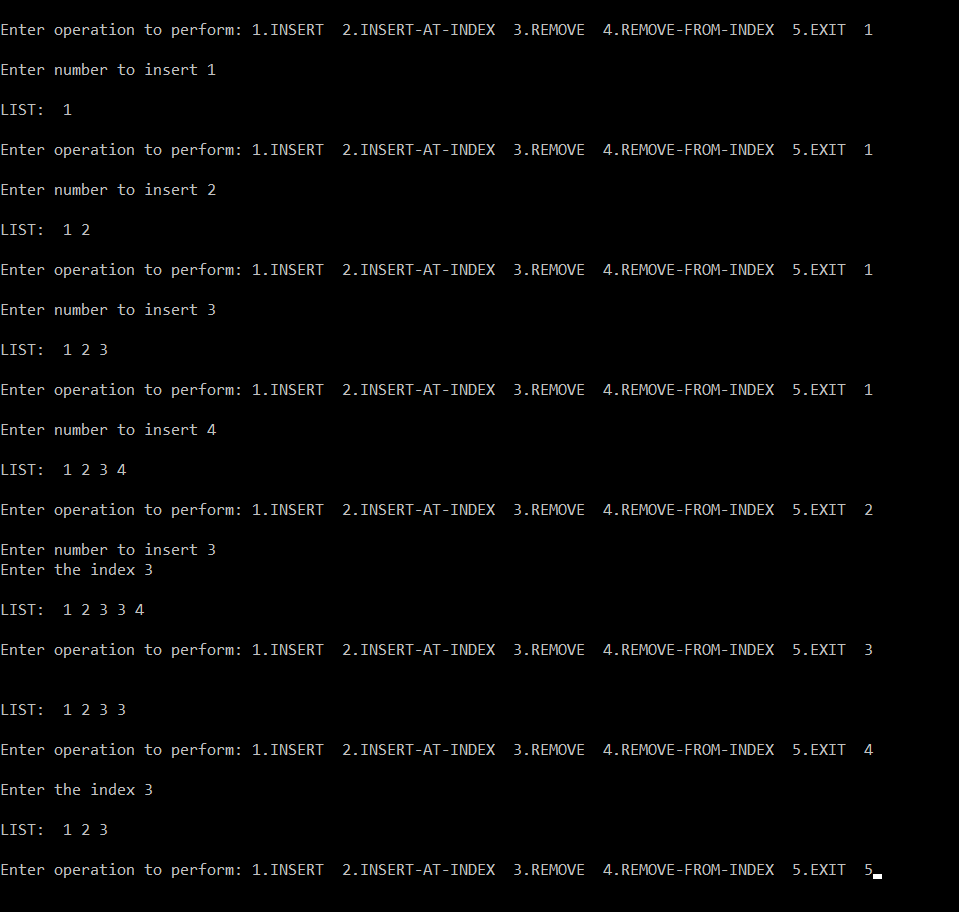 Enter operation to perform: 1.INSERT  2.INSERT-AT-INDEX  3.REMOVE  4.REMOVE-FROM-INDEX  5.EXIT  1
Enter number to insert 1
LIST:  1
Enter operation to perform: 1.INSERT  2.INSERT-AT-INDEX  3.REMOVE  4.REMOVE-FROM-INDEX  5.EXIT  1
Enter number to insert 2
LIST:  1 2
Enter operation to perform: 1.INSERT  2.INSERT-AT-INDEX  3.REMOVE  4.REMOVE-FROM-INDEX  5.EXIT  1
Enter number to insert 3
LIST:  1 2 3
Enter operation to perform: 1.INSERT  2.INSERT-AT-INDEX  3.REMOVE  4.REMOVE-FROM-INDEX  5.EXIT  1
Enter number to insert 4
LIST:  1 2 3 4
Enter operation to perform: 1.INSERT  2.INSERT-AT-INDEX  3.REMOVE  4.REMOVE-FROM-INDEX  5.EXIT  2
Enter number to insert 3
Enter the index 3
LIST:  1 2 3 3 4
Enter operation to perform: 1.INSERT  2.INSERT-AT-INDEX  3.REMOVE  4.REMOVE-FROM-INDEX  5.EXIT  3
LIST:  1 2 3 3
Enter operation to perform: 1.INSERT  2.INSERT-AT-INDEX  3.REMOVE  4.REMOVE-FROM-INDEX  5.EXIT  4
Enter the index 3
LIST:  1 2 3
Enter operation to perform: 1.INSERT  2.INSERT-AT-INDEX  3.REMOVE  4.REMOVE-FROM-INDEX  5.EXIT  5